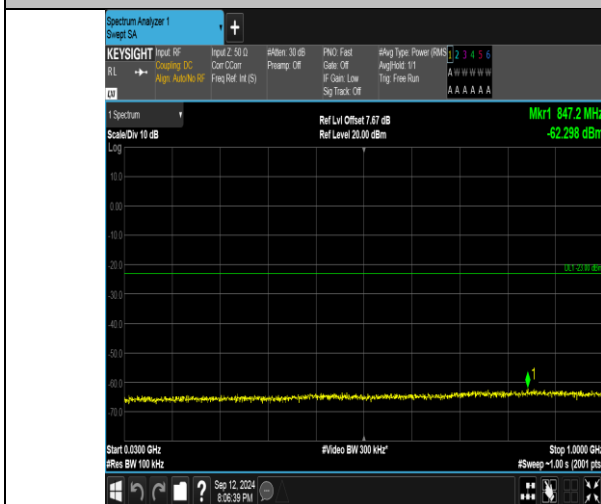 Spectrum Analyzer 1
Swept SA
+
KEYSIGHT Input: RF Input Z: 50 Ω #Atten: 30 dB PNO: Fast #Avg Type: Power (RMS 1 2 3 4 5 6
RL Coupling: DC Corr CCorr Preamp: Off Gate: Off Avg|Hold: 1/1 A W W W W W
Align: Auto/No RF Freq Ref: Int (S) IF Gain: Low Trig: Free Run
LXI Sig Track: Off A A A A A A
1 Spectrum Ref Lvl Offset 7.67 dB Mkr1 847.2 MHz
Scale/Div 10 dB Ref Level 20.00 dBm -62.298 dBm
Log
10.0
0.00
-10.0
-20.0
DL1 -23.00 dBm
-30.0
-40.0
-50.0
1
-60.0
-70.0
Start 0.0300 GHz #Video BW 300 kHz* Stop 1.0000 GHz
#Res BW 100 kHz #Sweep ~1.00 s (2001 pts
? Sep 12, 2024
8:06:39 PM